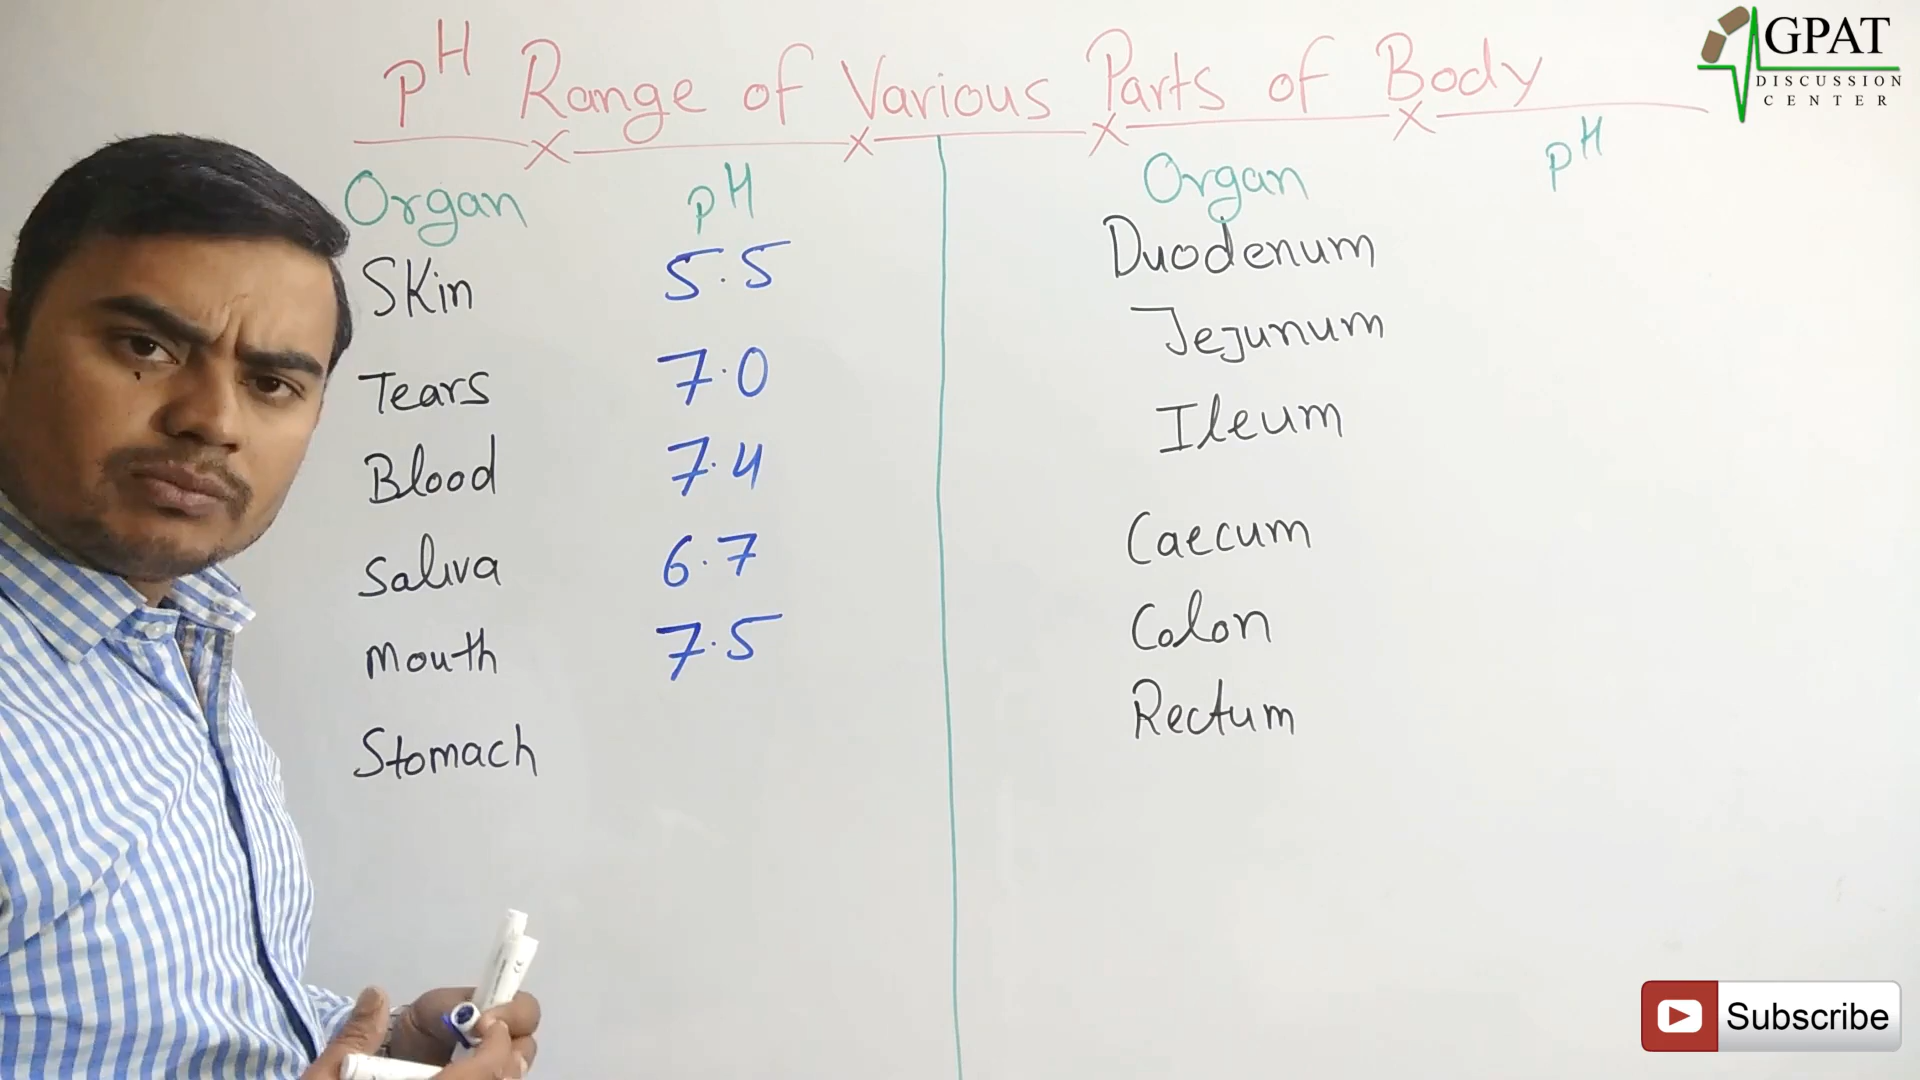 pH Range of Various Parts of Body
GPAT
DISCUSSION
CENTER
Organ pH
Skin 5.5
Tears 7.0
Blood 7.4
Saliva 6.7
Mouth 7.5
Stomach
Organ pH
Duodenum
Jejunum
Ileum
Caecum
Colon
Rectum
Subscribe